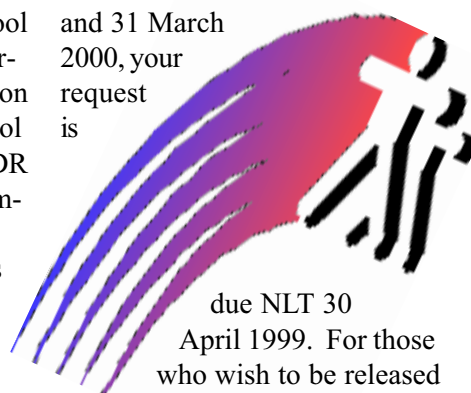 and 31 March
2000, your
request
is
due NLT 30
April 1999. For those
who wish to be released